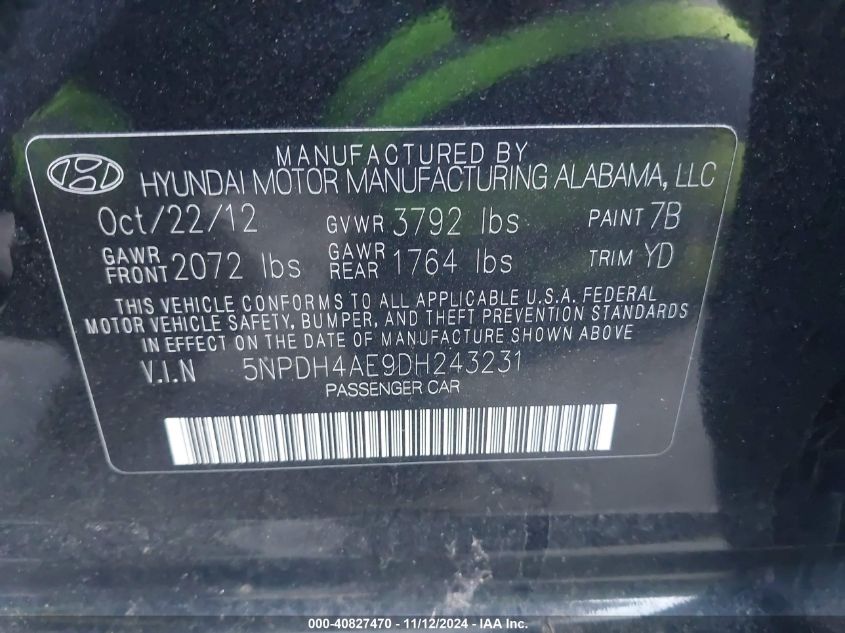 MANUFACTURED BY
HYUNDAI MOTOR MANUFACTURING ALABAMA, LLC
Oct/22/12 GVWR 3792 lbs PAINT 7B
GAWR FRONT 2072 lbs GAWR REAR 1764 lbs TRIM YD
THIS VEHICLE CONFORMS TO ALL APPLICABLE U.S.A. FEDERAL
MOTOR VEHICLE SAFETY, BUMPER, AND THEFT PREVENTION STANDARDS
IN EFFECT ON THE DATE OF MANUFACTURE SHOWN ABOVE
V.I.N 5NPDH4AE9DH243231
PASSENGER CAR
000-40827470 - 11/12/2024 - IAA, Inc.